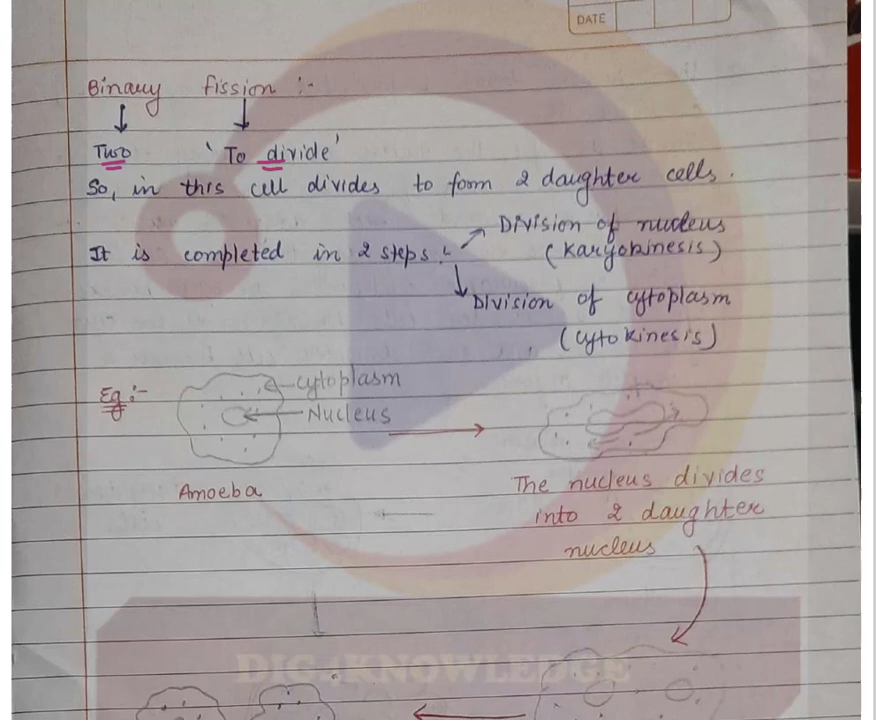 DATE
Binary fission :-
Two 'To divide'
So, in this cell divides to form 2 daughter cells.
It is completed in 2 steps :-
Division of nucleus
(Karyokinesis)
Division of cytoplasm
(cytokinesis)
Eg :-
cytoplasm
Nucleus
Amoeba
The nucleus divides
into 2 daughter
nucleus
DIG4KNOWLEDGE